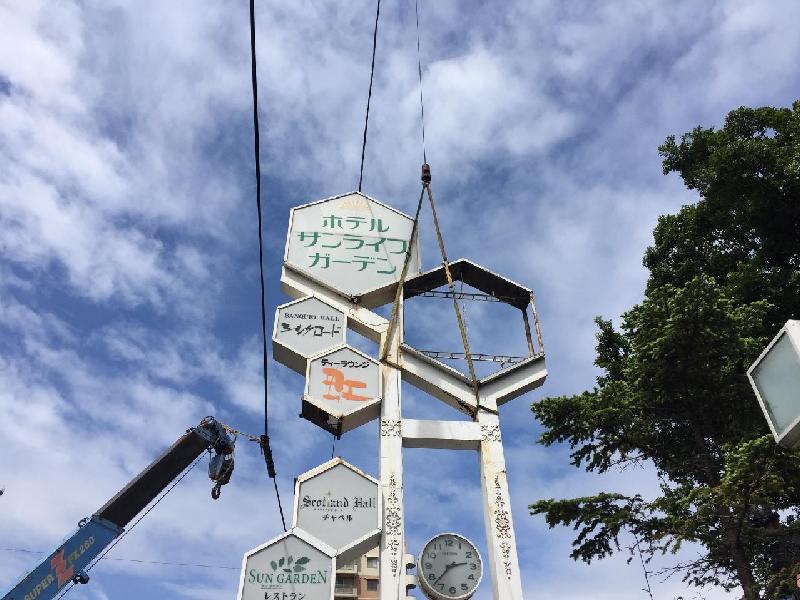 ホテル
サンライフ
ガーデン
BANQUET HALL
シルクロード
ティーラウンジ
Scotland Hall
チャペル
SUN GARDEN
レストラン
SUPER